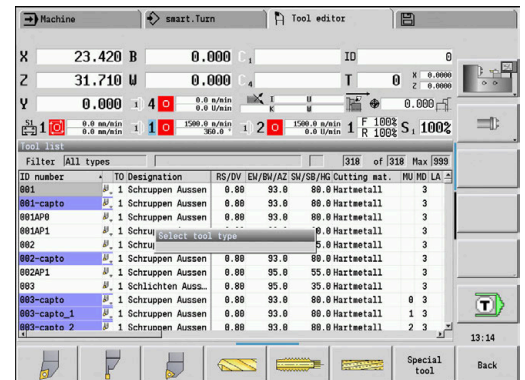 Machine smart.Turn Tool editor
X 23.420 B 0.000 C 1 ID 0
Z 31.710 W 0.000 C 4 T 0 X 0.0000
Z 0.0000
Y 0.000 1) 4 0 0.0 m/min
0.0 U/min I U
K W 0.000
S1 1 0.0 m/min
0.0 m/min 1) 1 0 1500.0 m/min
360.0 ° 1) 2 0 1500.0 m/min
0.0 U/min 1 F 100%
R 100% S1 100%
Tool list
Filter All types 318 of 318 Max 999
ID number TO Designation RS/DV EW/BW/AZ SW/SB/HG Cutting mat. MU MD LA
001 1 Schruppen Aussen 0.80 93.0 80.0 Hartmetall 3
001-capto 1 Schruppen Aussen 0.80 93.0 80.0 Hartmetall 3
001AP0 1 Schruppen Aussen 0.80 93.0 80.0 Hartmetall 3
001AP1 1 Schrup .0 Hartmetall 3
Select tool type
002 1 Schrup 5.0 Hartmetall 3
002-capto 1 Schruppen Aussen 0.80 93.0 80.0 Hartmetall 3
002AP1 1 Schruppen Aussen 0.80 95.0 55.0 Hartmetall 3
003 1 Schlichten Auss… 0.80 95.0 35.0 Hartmetall 3
003-capto 1 Schruppen Aussen 0.80 93.0 80.0 Hartmetall 0 3
003-capto_1 1 Schruppen Aussen 0.80 93.0 80.0 Hartmetall 1 3
003-capto_2 1 Schruppen Aussen 0.80 93.0 80.0 Hartmetall 2 3
T
13:14
Special
tool
Back